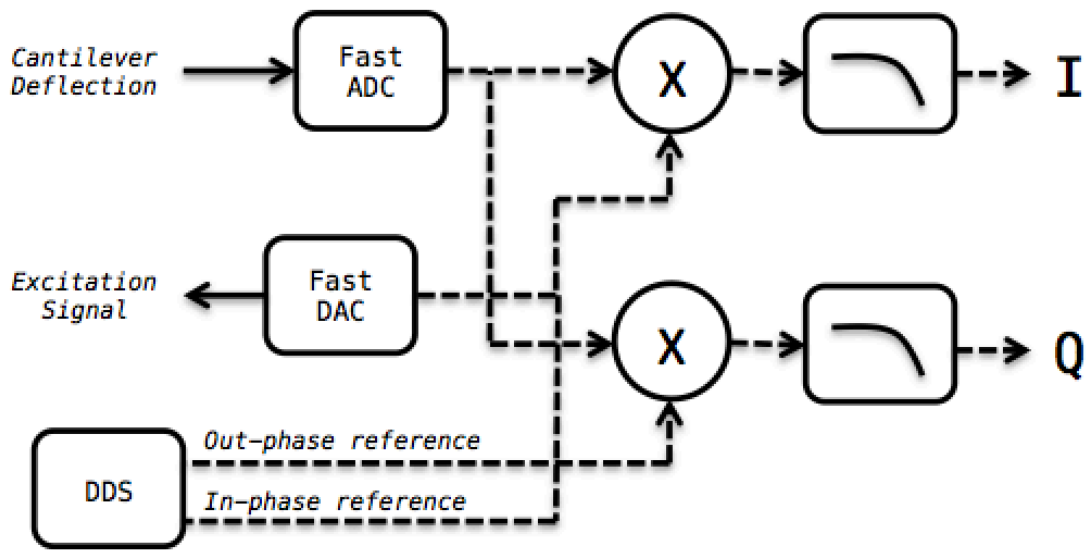 Cantilever
Deflection
Fast
ADC
X
I
Excitation
Signal
Fast
DAC
X
Q
Out-phase reference
DDS
In-phase reference